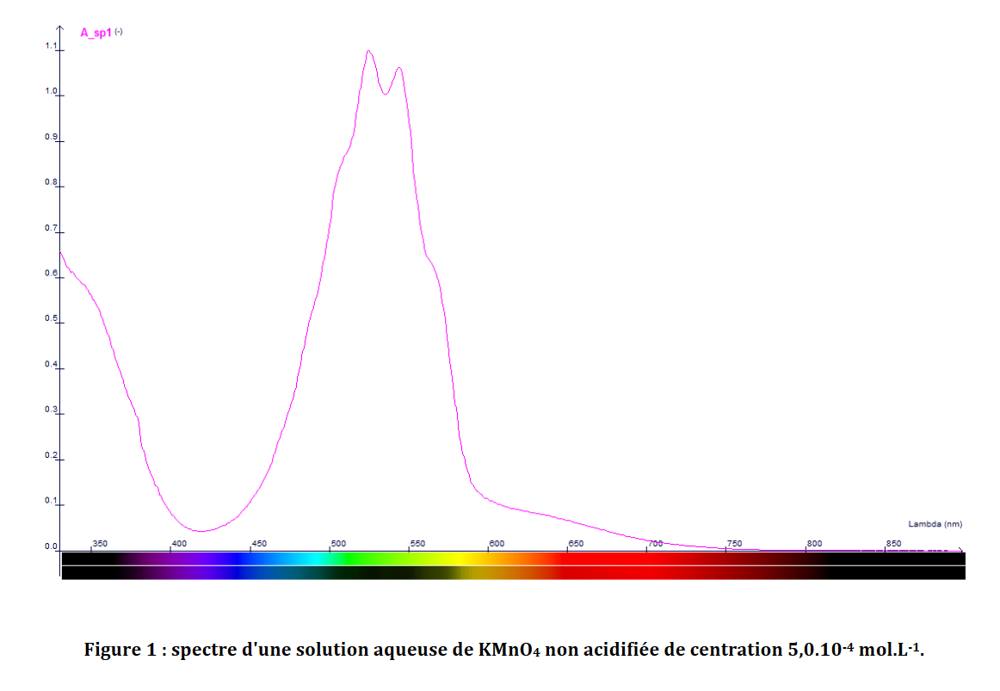 A_sp1 (-)
1.1
1.0
0.9
0.8
0.7
0.6
0.5
0.4
0.3
0.2
0.1
Lambda (nm)
0.0 350 400 450 500 550 600 650 700 750 800 850
Figure 1 : spectre d'une solution aqueuse de KMnO₄ non acidifiée de centration 5,0.10⁻⁴ mol.L⁻¹.